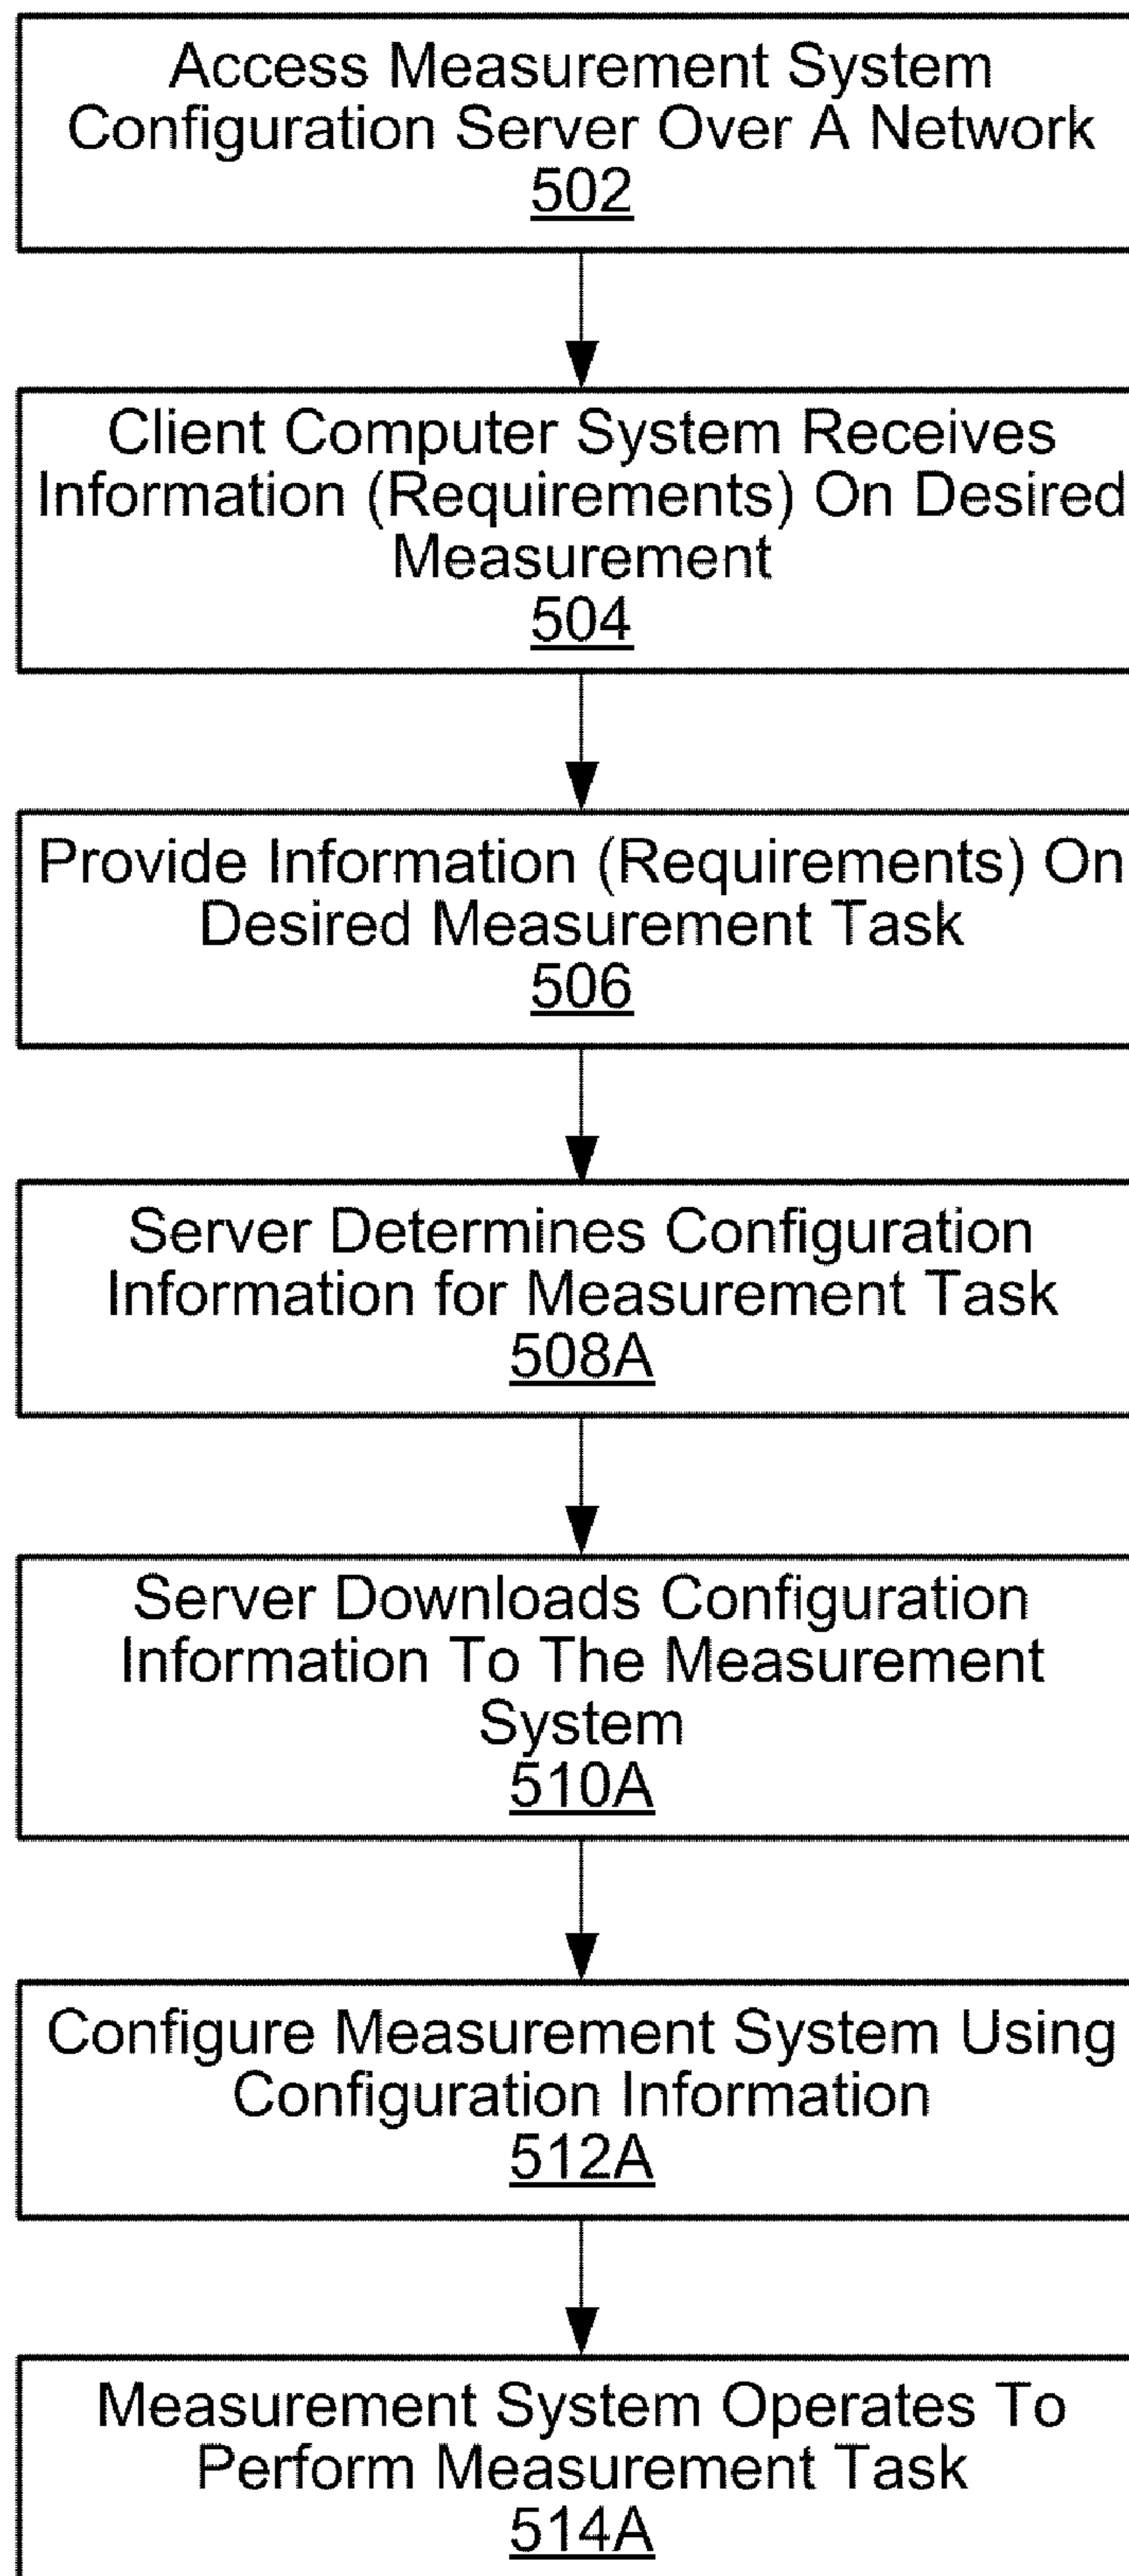 Access Measurement System
Configuration Server Over A Network
502
Client Computer System Receives
Information (Requirements) On Desired
Measurement
504
Provide Information (Requirements) On
Desired Measurement Task
506
Server Determines Configuration
Information for Measurement Task
508A
Server Downloads Configuration
Information To The Measurement
System
510A
Configure Measurement System Using
Configuration Information
512A
Measurement System Operates To
Perform Measurement Task
514A